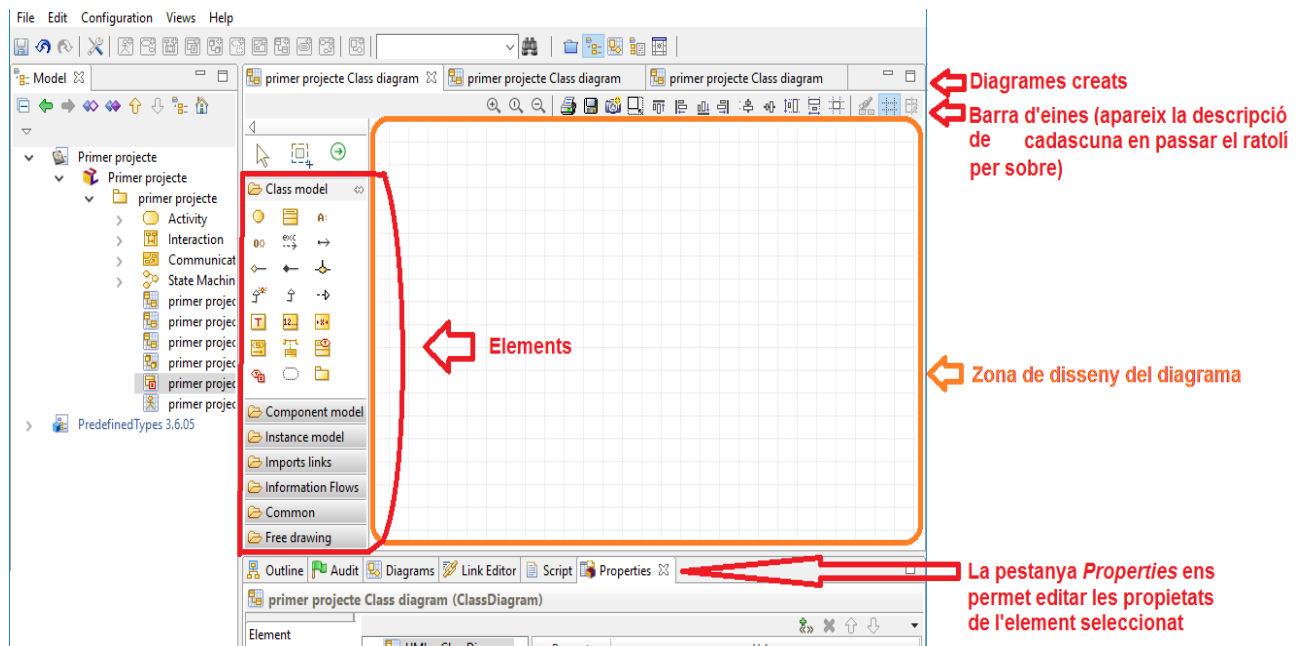 File Edit Configuration Views Help
Model
primer projecte Class diagram
primer projecte Class diagram
primer projecte Class diagram
Diagrames creats
Barra d'eines (apareix la descripció
de cadascuna en passar el ratolí
per sobre)
Primer projecte
Primer projecte
primer projecte
Activity
Interaction
Communicat
State Machin
primer projec
primer projec
primer projec
primer projec
primer projec
primer projec
PredefinedTypes 3.6.05
Class model
A:
exc
T
12...
Component model
Instance model
Imports links
Information Flows
Common
Free drawing
Elements
Zona de disseny del diagrama
Outline Audit Diagrams Link Editor Script Properties
La pestanya Properties ens
permet editar les propietats
de l'element seleccionat
primer projecte Class diagram (ClassDiagram)
Element